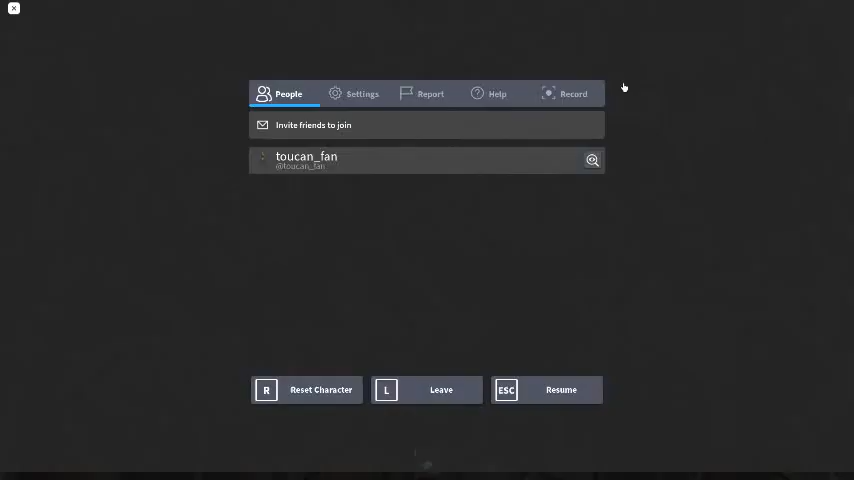 People Settings Report Help Record
Invite friends to join
toucan_fan
@toucan_fan
R Reset Character L Leave ESC Resume